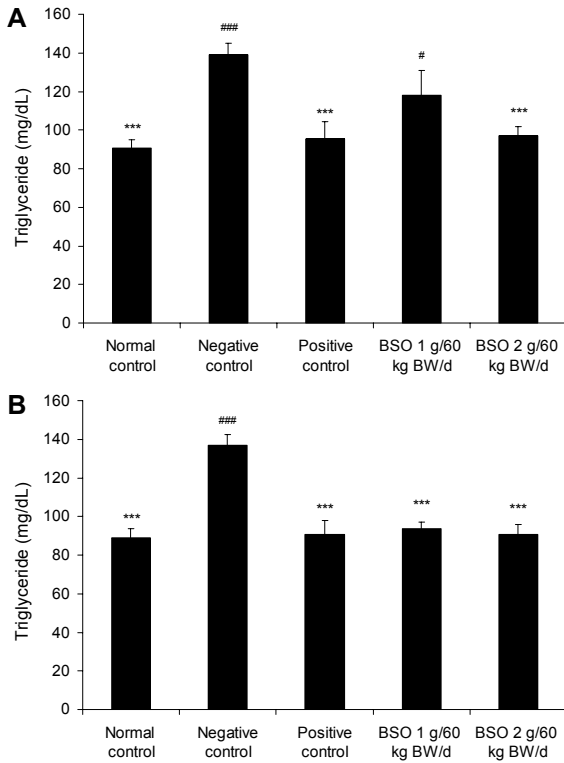 A
Triglyceride (mg/dL)
160
140
120
100
80
60
40
20
0
***
###
***
#
***
Normal
control
Negative
control
Positive
control
BSO 1 g/60
kg BW/d
BSO 2 g/60
kg BW/d
B
Triglyceride (mg/dL)
160
140
120
100
80
60
40
20
0
***
###
***
***
***
Normal
control
Negative
control
Positive
control
BSO 1 g/60
kg BW/d
BSO 2 g/60
kg BW/d